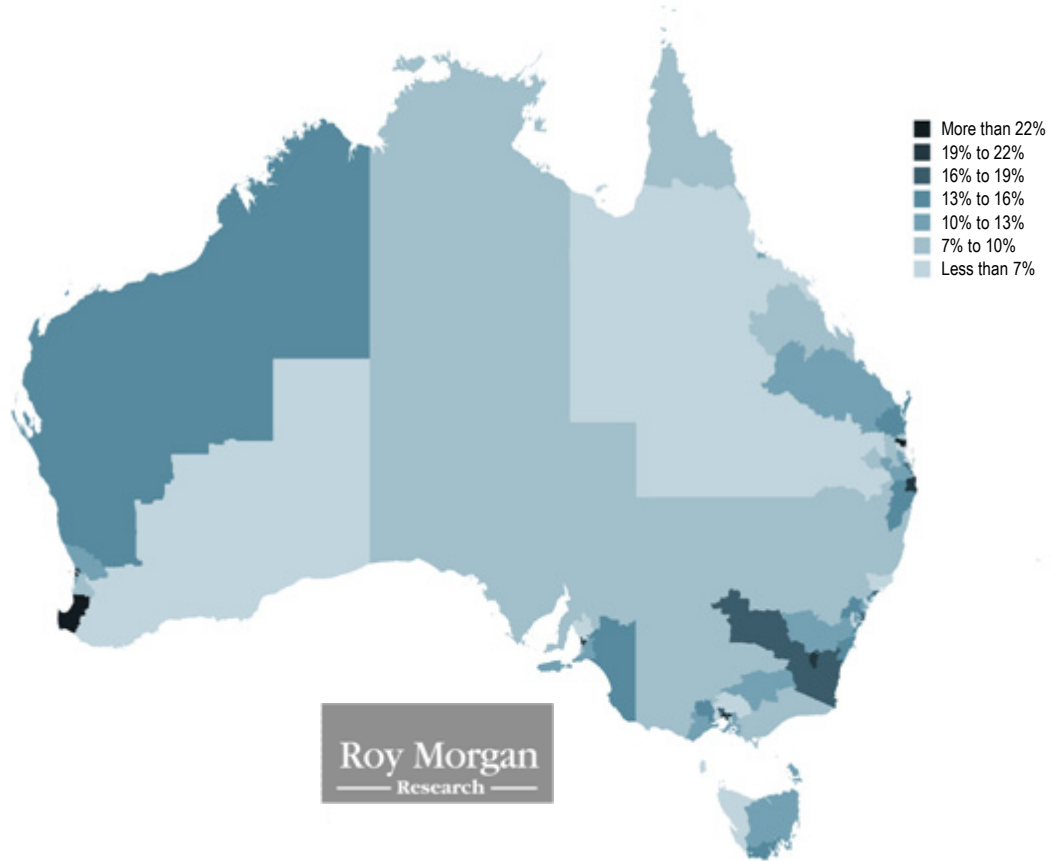 More than 22%
19% to 22%
16% to 19%
13% to 16%
10% to 13%
7% to 10%
Less than 7%
Roy Morgan
Research